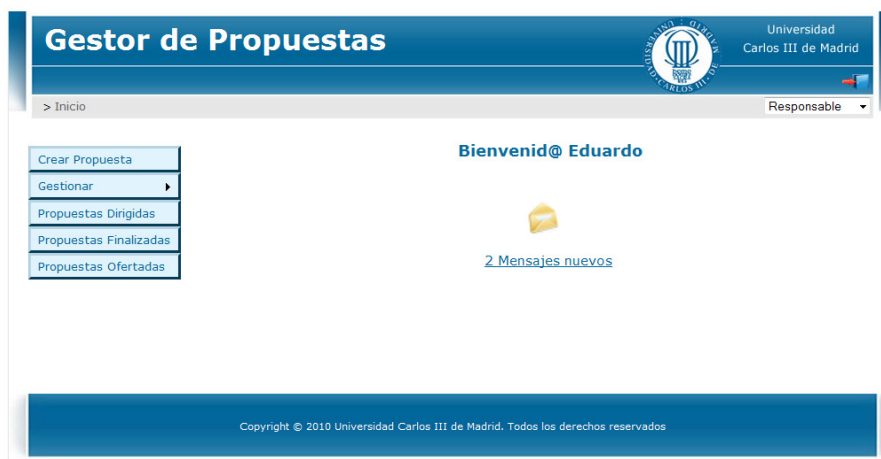 Gestor de Propuestas
Universidad
Carlos III de Madrid
> Inicio
Responsable
Crear Propuesta
Gestionar
Propuestas Dirigidas
Propuestas Finalizadas
Propuestas Ofertadas
Bienvenid@ Eduardo
2 Mensajes nuevos
Copyright © 2010 Universidad Carlos III de Madrid. Todos los derechos reservados